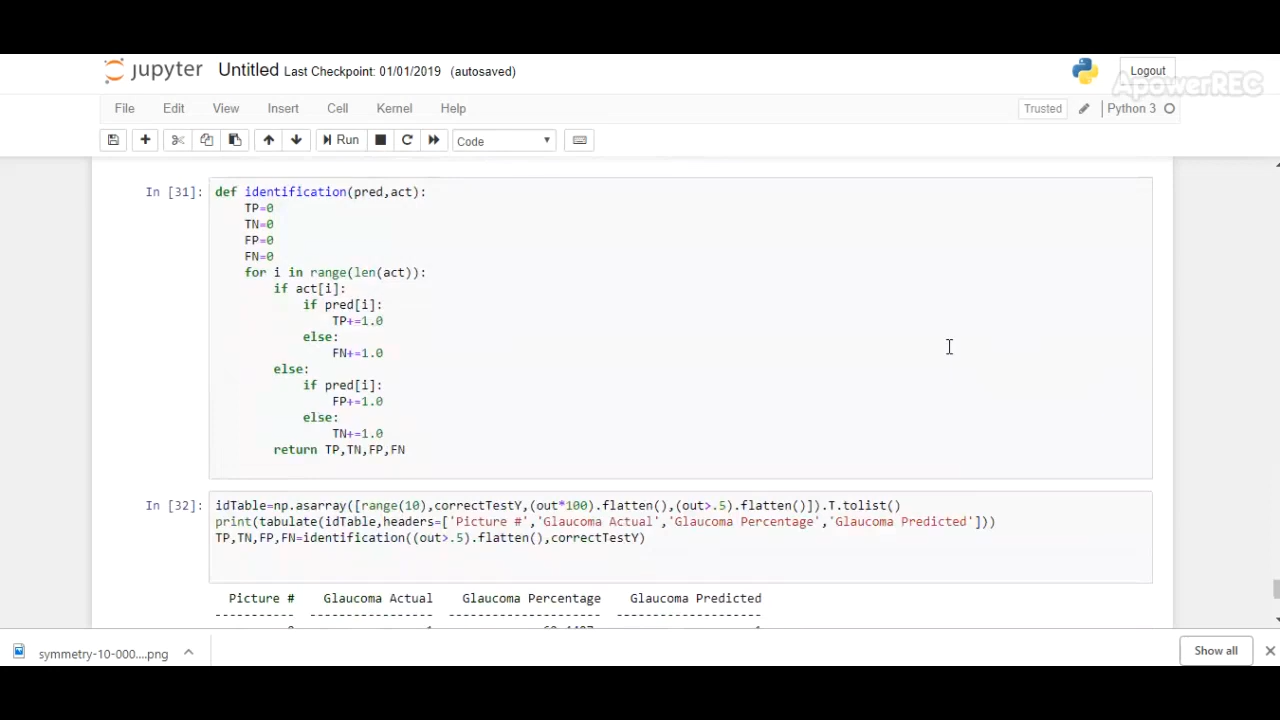 jupyter Untitled Last Checkpoint: 01/01/2019 (autosaved)
Logout
ApowerREC
File Edit View Insert Cell Kernel Help
Trusted Python 3
Run Code
In [31]: def identification(pred,act):
TP=0
TN=0
FP=0
FN=0
for i in range(len(act)):
if act[i]:
if pred[i]:
TP+=1.0
else:
FN+=1.0
else:
if pred[i]:
FP+=1.0
else:
TN+=1.0
return TP,TN,FP,FN
In [32]: idTable=np.asarray([range(10),correctTestY,(out*100).flatten(),(out>.5).flatten()]).T.tolist()
print(tabulate(idTable,headers=['Picture #','Glaucoma Actual','Glaucoma Percentage','Glaucoma Predicted']))
TP,TN,FP,FN=identification((out>.5).flatten(),correctTestY)
Picture # Glaucoma Actual Glaucoma Percentage Glaucoma Predicted
----------- ----------------- --------------------- --------------------
symmetry-10-000....png
Show all